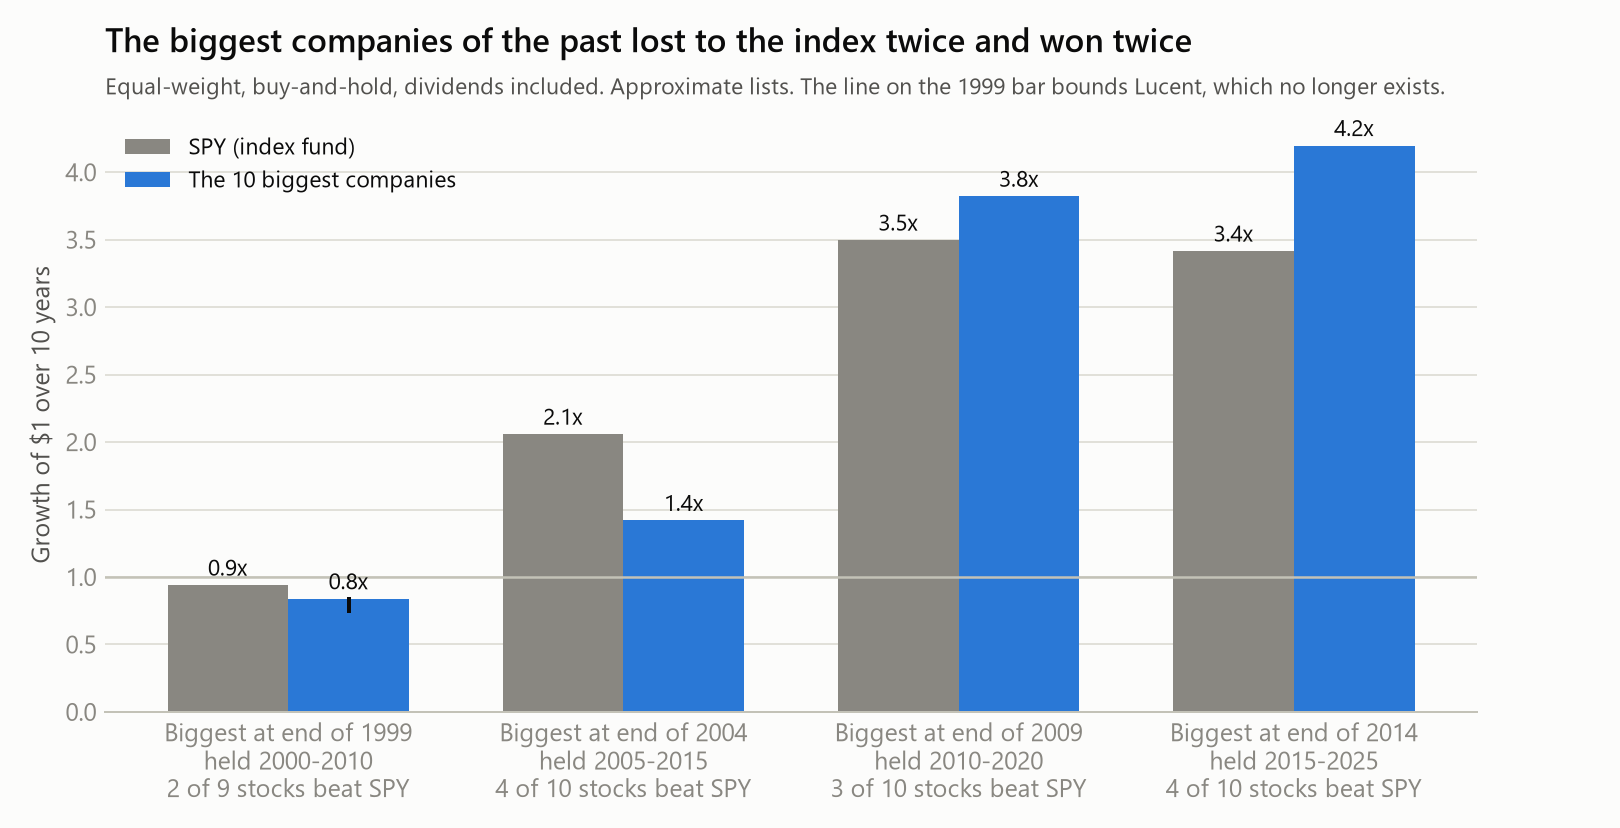 The biggest companies of the past lost to the index twice and won twice
Equal-weight, buy-and-hold, dividends included. Approximate lists. The line on the 1999 bar bounds Lucent, which no longer exists.
SPY (index fund)
The 10 biggest companies
Growth of $1 over 10 years
4.0
3.5
3.0
2.5
2.0
1.5
1.0
0.5
0.0
0.9x
0.8x
2.1x
1.4x
3.5x
3.8x
3.4x
4.2x
Biggest at end of 1999
held 2000-2010
2 of 9 stocks beat SPY
Biggest at end of 2004
held 2005-2015
4 of 10 stocks beat SPY
Biggest at end of 2009
held 2010-2020
3 of 10 stocks beat SPY
Biggest at end of 2014
held 2015-2025
4 of 10 stocks beat SPY